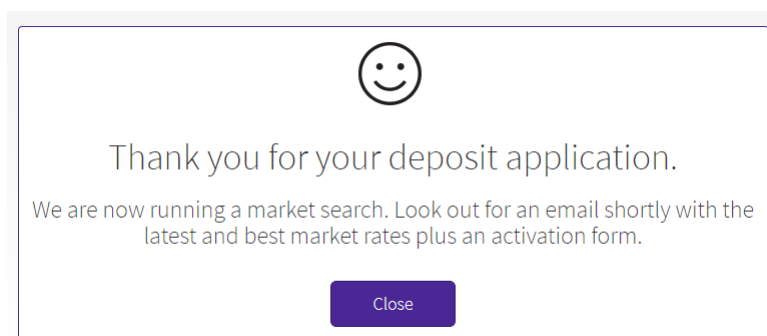 Thank you for your deposit application.
We are now running a market search. Look out for an email shortly with the
latest and best market rates plus an activation form.
Close